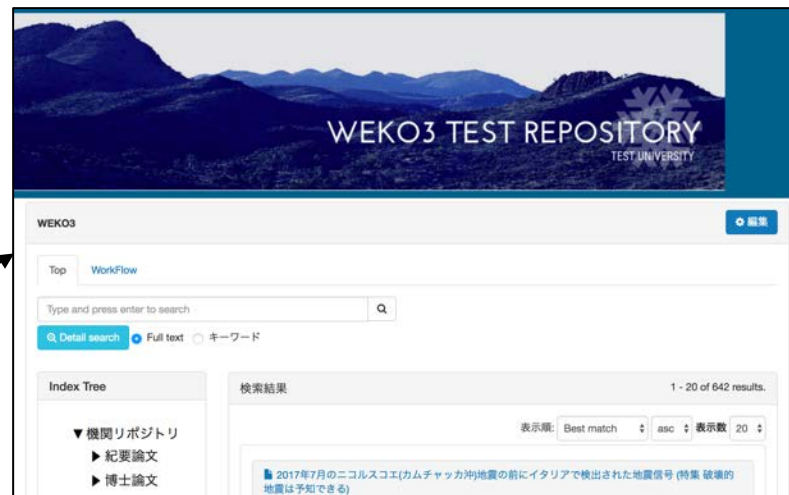 WEKO3 TEST REPOSITORY
TEST UNIVERSITY
WEKO3
編集
Top WorkFlow
Type and press enter to search
Detail search Full text キーワード
Index Tree
検索結果 1 - 20 of 642 results.
表示順: Best match asc 表示数 20
▼機関リポジトリ
▶紀要論文
▶博士論文
2017年7月のニコルスコエ(カムチャッカ沖)地震の前にイタリアで検出された地震信号 (特集 破壊的
地震は予知できる)